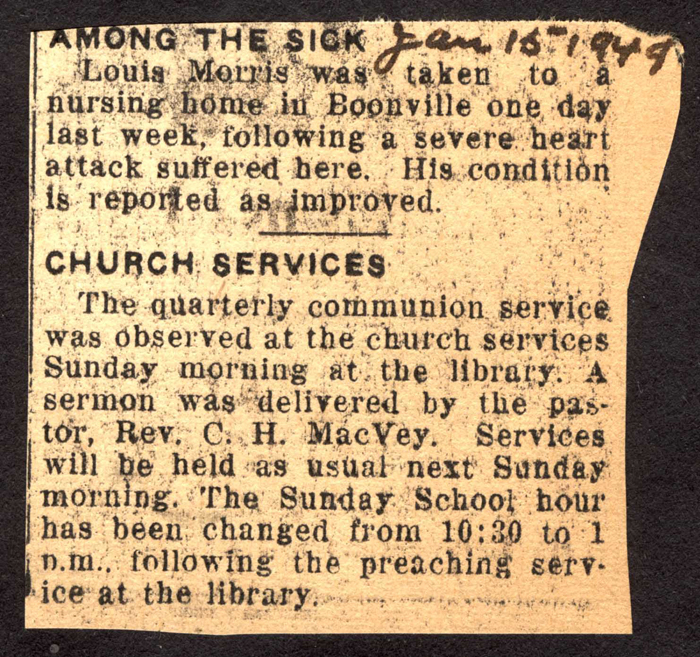 AMONG THE SICK Jan 15-1949
Louis Morris was taken to a
nursing home in Boonville one day
last week, following a severe heart
attack suffered here. His condition
is reported as improved.
CHURCH SERVICES
The quarterly communion service
was observed at the church services
Sunday morning at the library. A
sermon was delivered by the pas-
tor, Rev. C. H. MacVey. Services
will be held as usual next Sunday
morning. The Sunday School hour
has been changed from 10:30 to 1
p.m., following the preaching serv-
ice at the library.